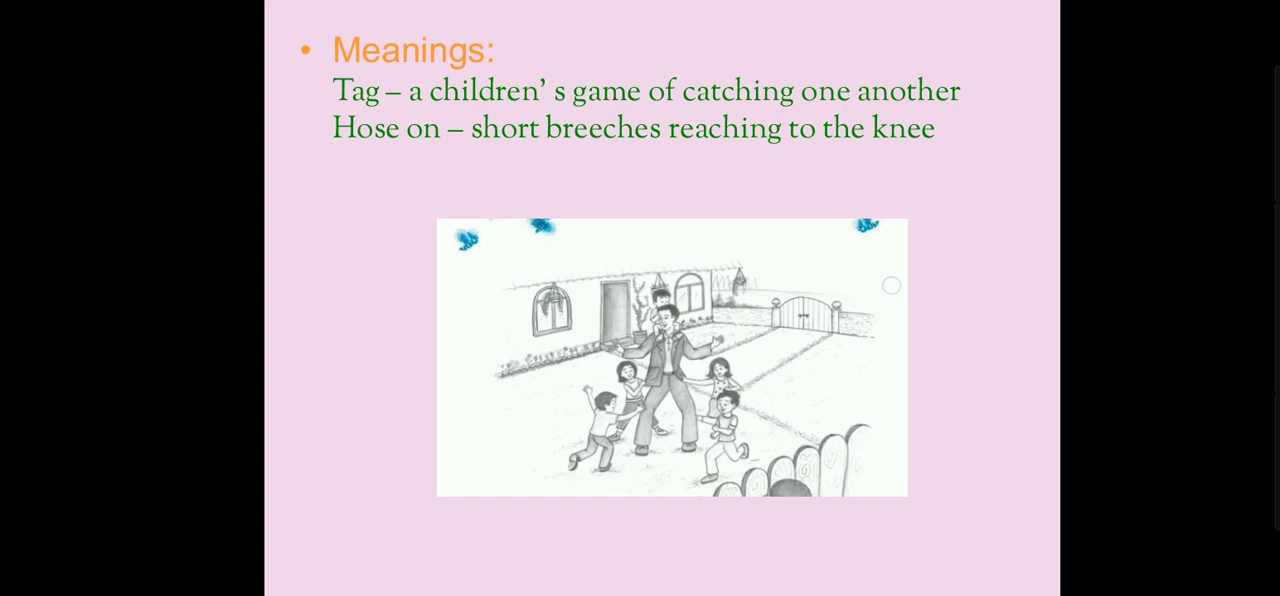 • Meanings:
Tag – a children’ s game of catching one another
Hose on – short breeches reaching to the knee